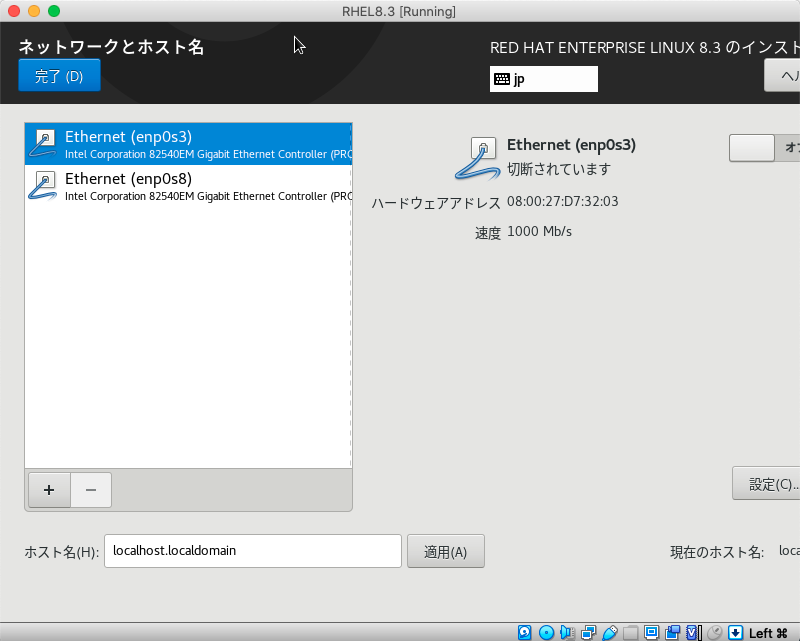 RHEL8.3 [Running]
ネットワークとホスト名
RED HAT ENTERPRISE LINUX 8.3 のインスト
完了 (D)
jp
ヘル
Ethernet (enp0s3)
Intel Corporation 82540EM Gigabit Ethernet Controller (PRO
Ethernet (enp0s8)
Intel Corporation 82540EM Gigabit Ethernet Controller (PRO
Ethernet (enp0s3)
切断されています
オフ
ハードウェアアドレス 08:00:27:D7:32:03
速度 1000 Mb/s
+ −
設定(C)...
ホスト名(H): localhost.localdomain 適用(A) 現在のホスト名: loca
Left ⌘